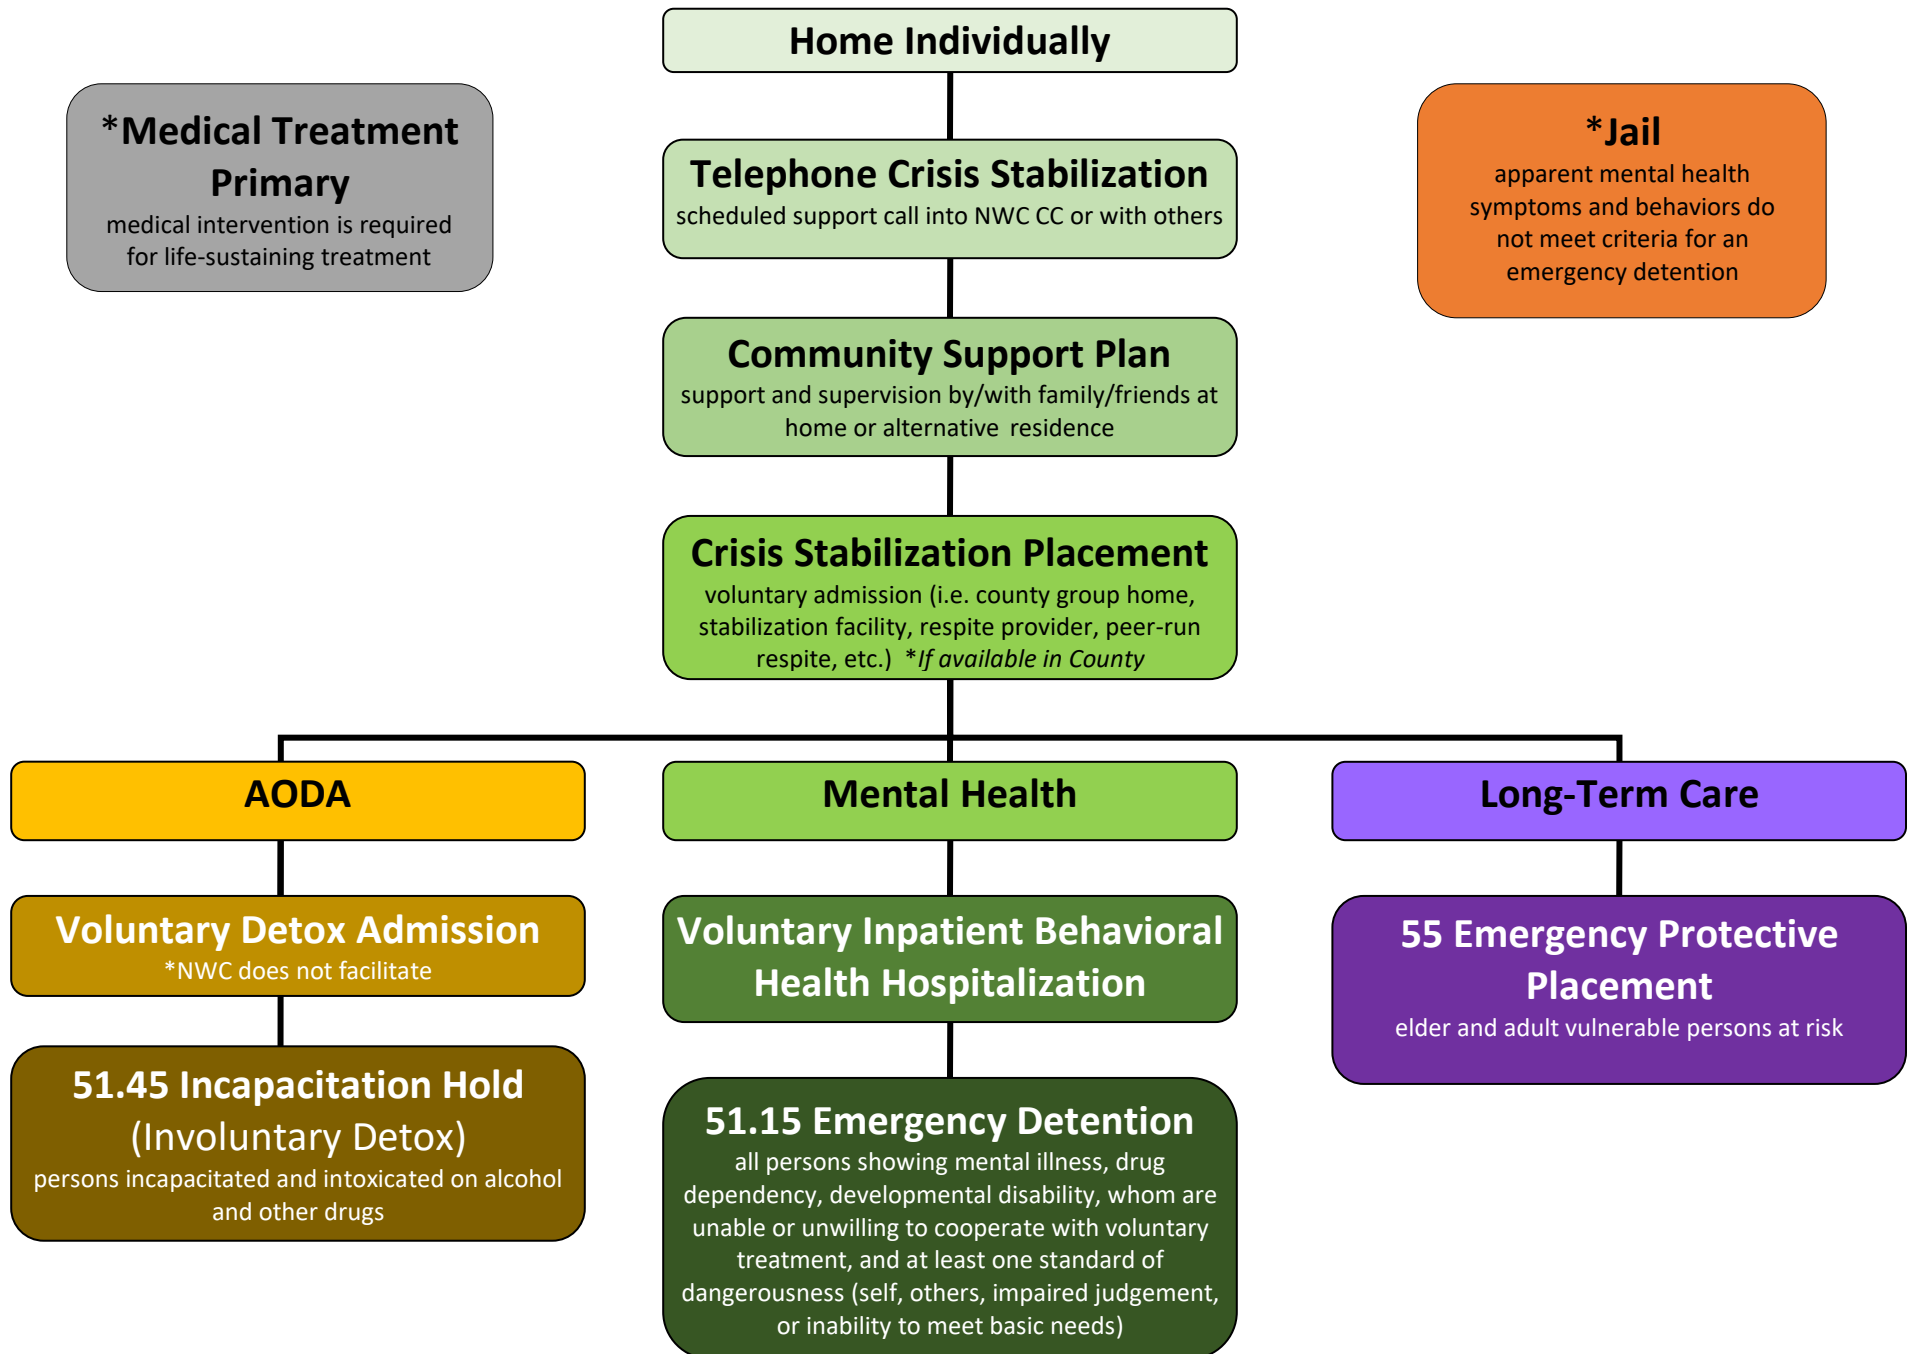 Home Individually
*Medical Treatment
Primary
medical intervention is required
for life-sustaining treatment
*Jail
apparent mental health
symptoms and behaviors do
not meet criteria for an
emergency detention
Telephone Crisis Stabilization
scheduled support call into NWC CC or with others
Community Support Plan
support and supervision by/with family/friends at
home or alternative residence
Crisis Stabilization Placement
voluntary admission (i.e. county group home,
stabilization facility, respite provider, peer-run
respite, etc.) *If available in County
AODA
Mental Health
Long-Term Care
Voluntary Detox Admission
*NWC does not facilitate
Voluntary Inpatient Behavioral
Health Hospitalization
55 Emergency Protective
Placement
elder and adult vulnerable persons at risk
51.45 Incapacitation Hold
(Involuntary Detox)
persons incapacitated and intoxicated on alcohol
and other drugs
51.15 Emergency Detention
all persons showing mental illness, drug
dependency, developmental disability, whom are
unable or unwilling to cooperate with voluntary
treatment, and at least one standard of
dangerousness (self, others, impaired judgement,
or inability to meet basic needs)